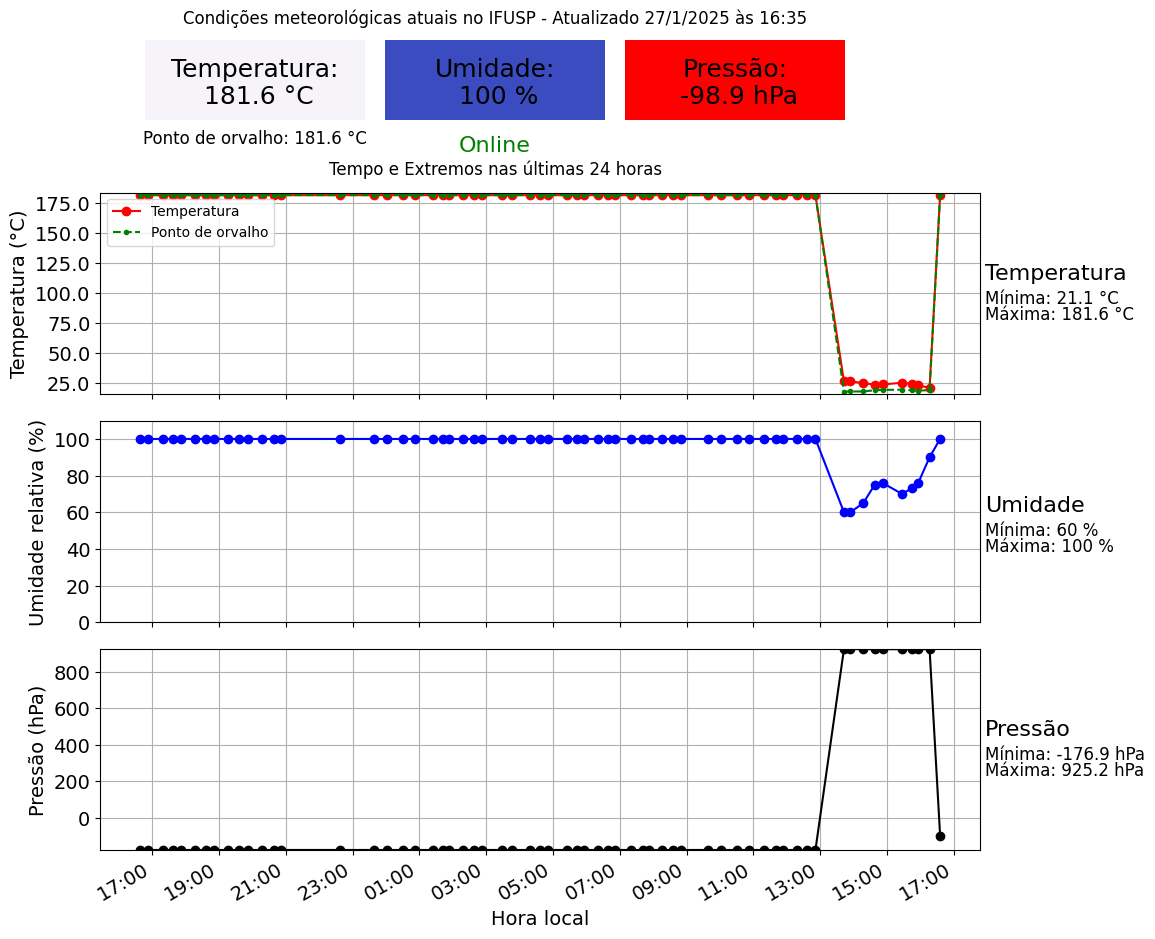 Condições meteorológicas atuais no IFUSP - Atualizado 27/1/2025 às 16:35
Temperatura:
181.6 °C
Umidade:
100 %
Pressão:
-98.9 hPa
Ponto de orvalho: 181.6 °C
Online
Tempo e Extremos nas últimas 24 horas
Temperatura (°C)
175.0
150.0
125.0
100.0
75.0
50.0
25.0
Temperatura
Ponto de orvalho
Temperatura
Mínima: 21.1 °C
Máxima: 181.6 °C
Umidade relativa (%)
100
80
60
40
20
0
Umidade
Mínima: 60 %
Máxima: 100 %
Pressão (hPa)
800
600
400
200
0
Pressão
Mínima: -176.9 hPa
Máxima: 925.2 hPa
17:00
19:00
21:00
23:00
01:00
03:00
05:00
07:00
09:00
11:00
13:00
15:00
17:00
Hora local